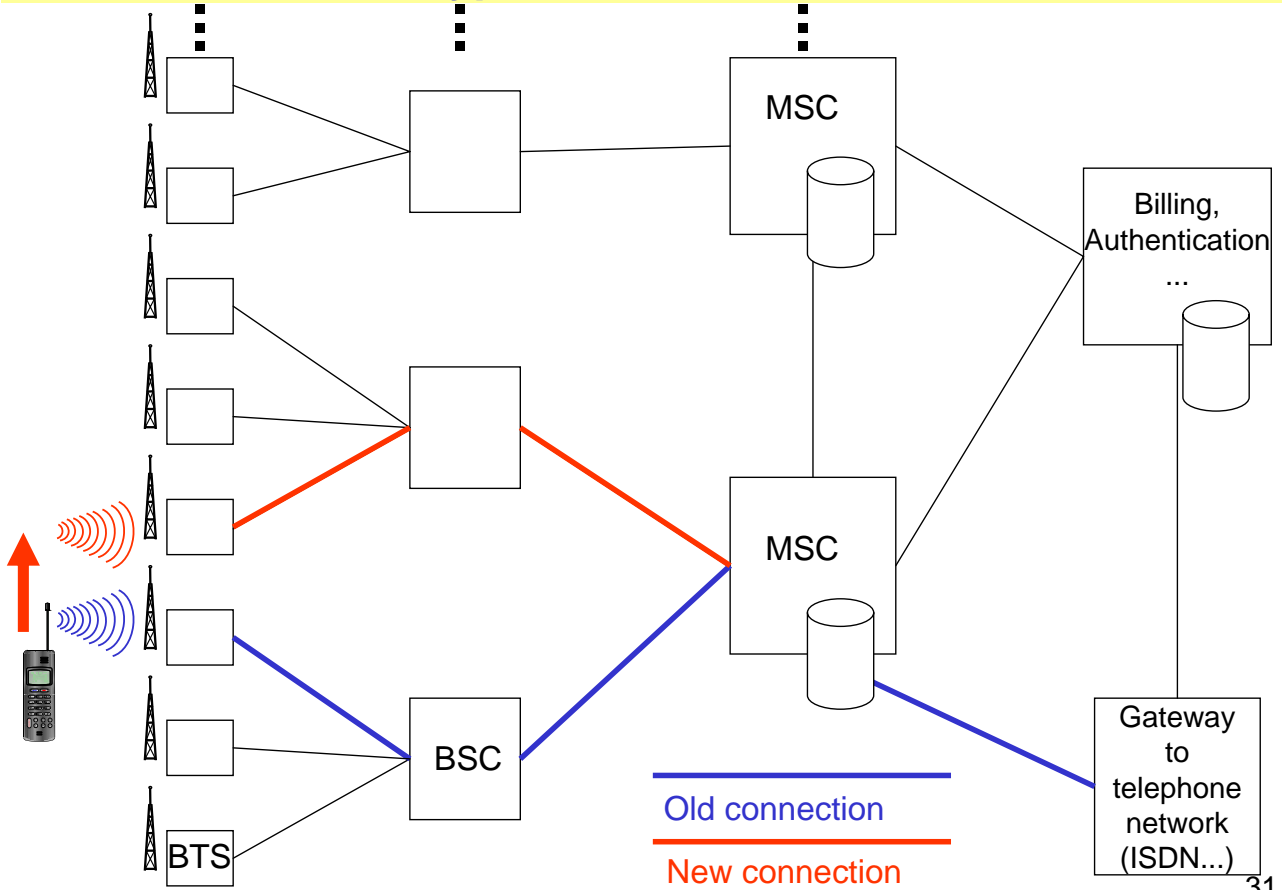 MSC
Billing,
Authentication
...
MSC
BSC
BTS
Old connection
New connection
Gateway
to
telephone
network
(ISDN...)
31